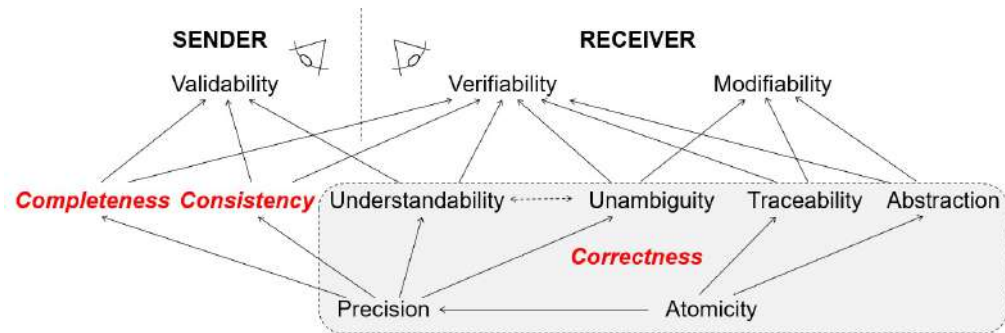 SENDER RECEIVER
Validability Verifiability Modifiability
Completeness Consistency Understandability Unambiguity Traceability Abstraction
Correctness
Precision Atomicity